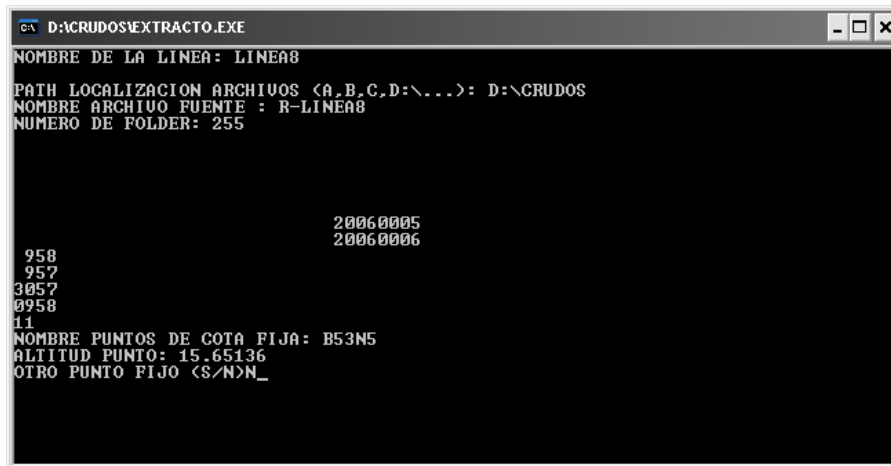 D:\CRUDOS\EXTRACTO.EXE
NOMBRE DE LA LINEA: LINEA8
PATH LOCALIZACION ARCHIVOS (A,B,C,D:\...): D:\CRUDOS
NOMBRE ARCHIVO FUENTE : R-LINEA8
NUMERO DE FOLDER: 255
20060005
20060006
958
957
3057
0958
11
NOMBRE PUNTOS DE COTA FIJA: B53N5
ALTITUD PUNTO: 15.65136
OTRO PUNTO FIJO (S/N)N_